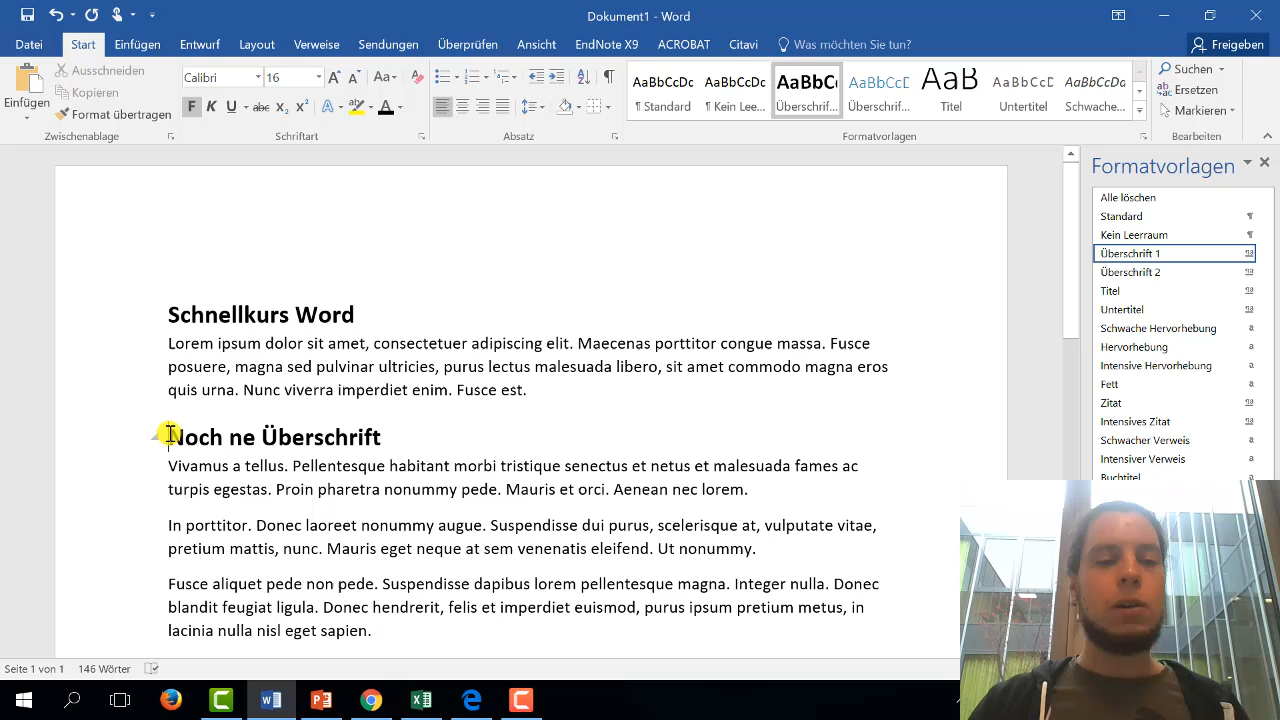 Dokument1 - Word
Datei Start Einfügen Entwurf Layout Verweise Sendungen Überprüfen Ansicht EndNote X9 ACROBAT Citavi Was möchten Sie tun? Freigeben
Einfügen
Ausschneiden
Kopieren
Format übertragen
Zwischenablage
Calibri 16
F K U abc x₂ x²
Schriftart
Absatz
AaBbCcDc AaBbCcDc AaBbC AaBbCcE AaB AaBbCcD AaBbCcDc
¶ Standard ¶ Kein Lee... Überschrif... Überschrif... Titel Untertitel Schwache...
Formatvorlagen
Suchen
Ersetzen
Markieren
Bearbeiten
Schnellkurs Word
Lorem ipsum dolor sit amet, consectetuer adipiscing elit. Maecenas porttitor congue massa. Fusce
posuere, magna sed pulvinar ultricies, purus lectus malesuada libero, sit amet commodo magna eros
quis urna. Nunc viverra imperdiet enim. Fusce est.
Noch ne Überschrift
Vivamus a tellus. Pellentesque habitant morbi tristique senectus et netus et malesuada fames ac
turpis egestas. Proin pharetra nonummy pede. Mauris et orci. Aenean nec lorem.
In porttitor. Donec laoreet nonummy augue. Suspendisse dui purus, scelerisque at, vulputate vitae,
pretium mattis, nunc. Mauris eget neque at sem venenatis eleifend. Ut nonummy.
Fusce aliquet pede non pede. Suspendisse dapibus lorem pellentesque magna. Integer nulla. Donec
blandit feugiat ligula. Donec hendrerit, felis et imperdiet euismod, purus ipsum pretium metus, in
lacinia nulla nisl eget sapien.
Formatvorlagen
Alle löschen
Standard
Kein Leerraum
Überschrift 1
Überschrift 2
Titel
Untertitel
Schwache Hervorhebung
Hervorhebung
Intensive Hervorhebung
Fett
Zitat
Intensives Zitat
Schwacher Verweis
Intensiver Verweis
Buchtitel
Seite 1 von 1 146 Wörter